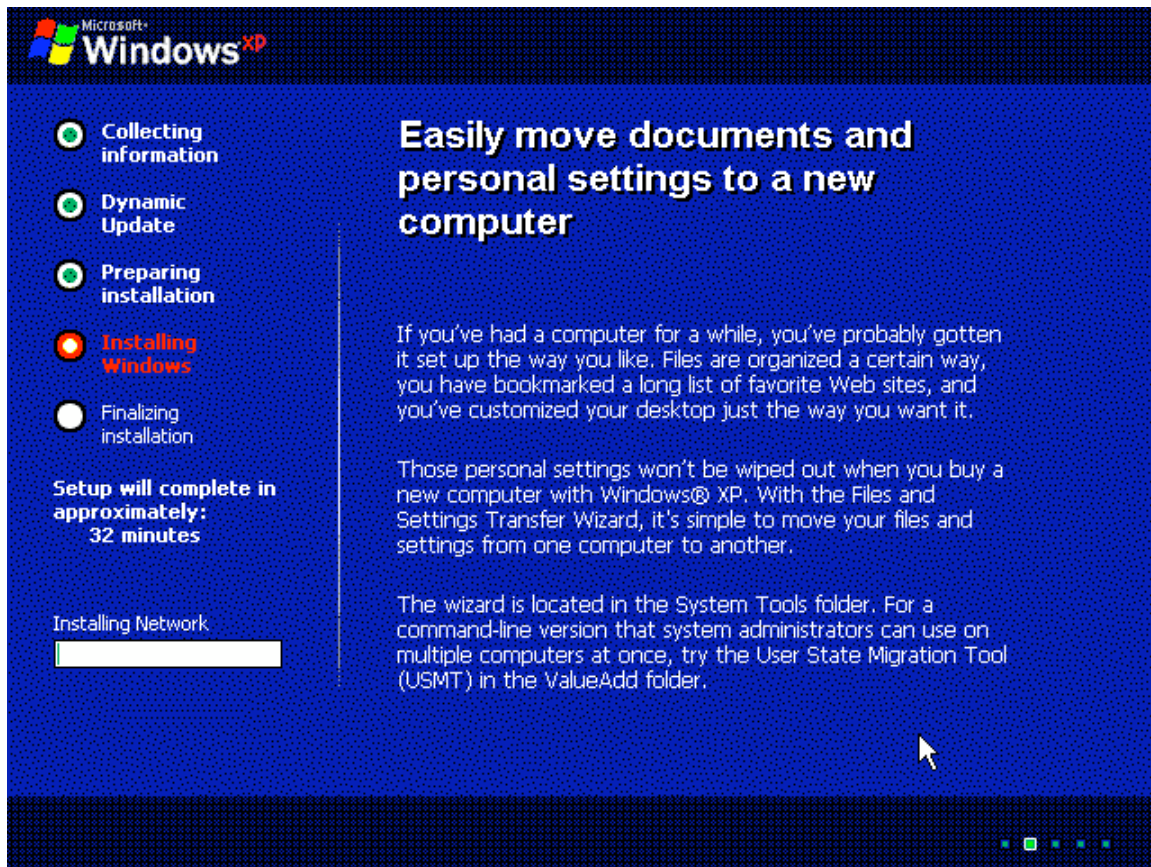 Microsoft®
Windows XP
Collecting
information
Dynamic
Update
Preparing
installation
Installing
Windows
Finalizing
installation
Setup will complete in
approximately:
32 minutes
Installing Network
Easily move documents and
personal settings to a new
computer
If you've had a computer for a while, you've probably gotten
it set up the way you like. Files are organized a certain way,
you have bookmarked a long list of favorite Web sites, and
you've customized your desktop just the way you want it.
Those personal settings won't be wiped out when you buy a
new computer with Windows® XP. With the Files and
Settings Transfer Wizard, it's simple to move your files and
settings from one computer to another.
The wizard is located in the System Tools folder. For a
command-line version that system administrators can use on
multiple computers at once, try the User State Migration Tool
(USMT) in the ValueAdd folder.